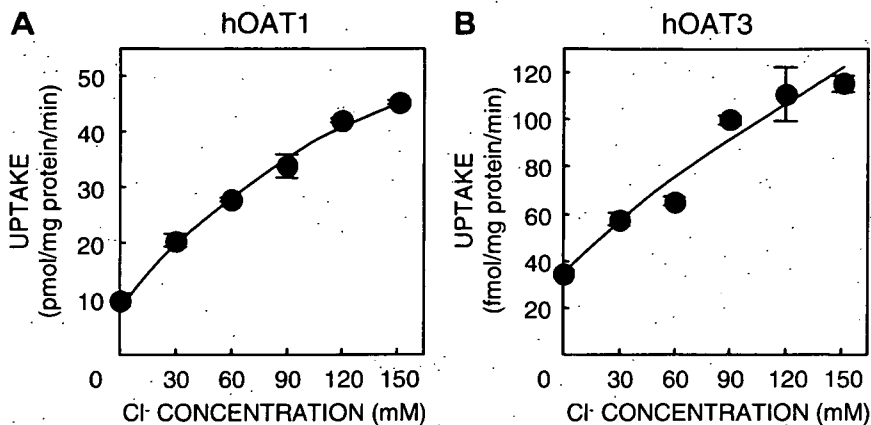 A hOAT1
UPTAKE
(pmol/mg protein/min)
50
40
30
20
10
0 30 60 90 120 150
Cl- CONCENTRATION (mM)
B hOAT3
UPTAKE
(fmol/mg protein/min)
120
100
80
60
40
20
0 30 60 90 120 150
Cl- CONCENTRATION (mM)